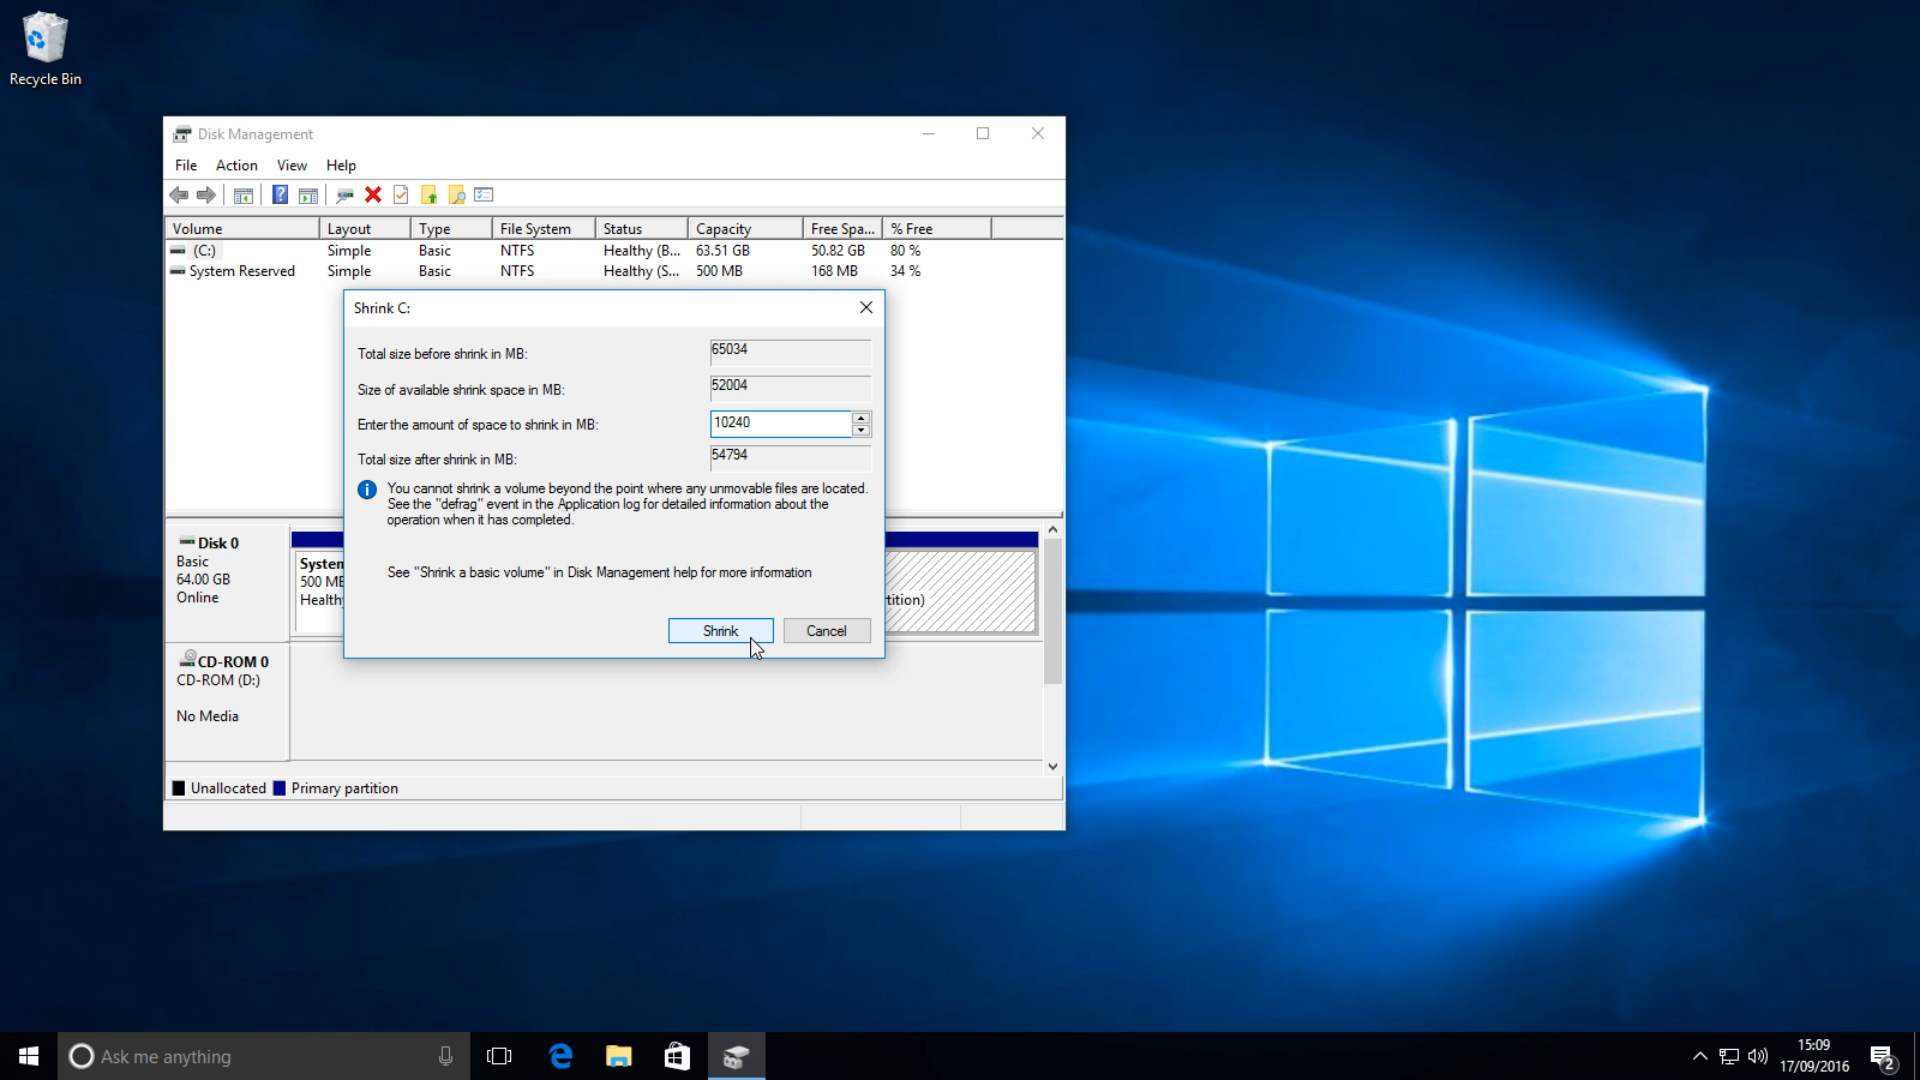 Recycle Bin
Disk Management
File Action View Help
Volume Layout Type File System Status Capacity Free Spa... % Free
(C:) Simple Basic NTFS Healthy (B... 63.51 GB 50.82 GB 80 %
System Reserved Simple Basic NTFS Healthy (S... 500 MB 168 MB 34 %
Shrink C:
Total size before shrink in MB: 65034
Size of available shrink space in MB: 52004
Enter the amount of space to shrink in MB: 10240
Total size after shrink in MB: 54794
You cannot shrink a volume beyond the point where any unmovable files are located.
See the "defrag" event in the Application log for detailed information about the
operation when it has completed.
See "Shrink a basic volume" in Disk Management help for more information
Shrink Cancel
Disk 0
Basic
64.00 GB
Online
System
500 MB
Health
tition)
CD-ROM 0
CD-ROM (D:)
No Media
Unallocated Primary partition
Ask me anything
15:09
17/09/2016
2